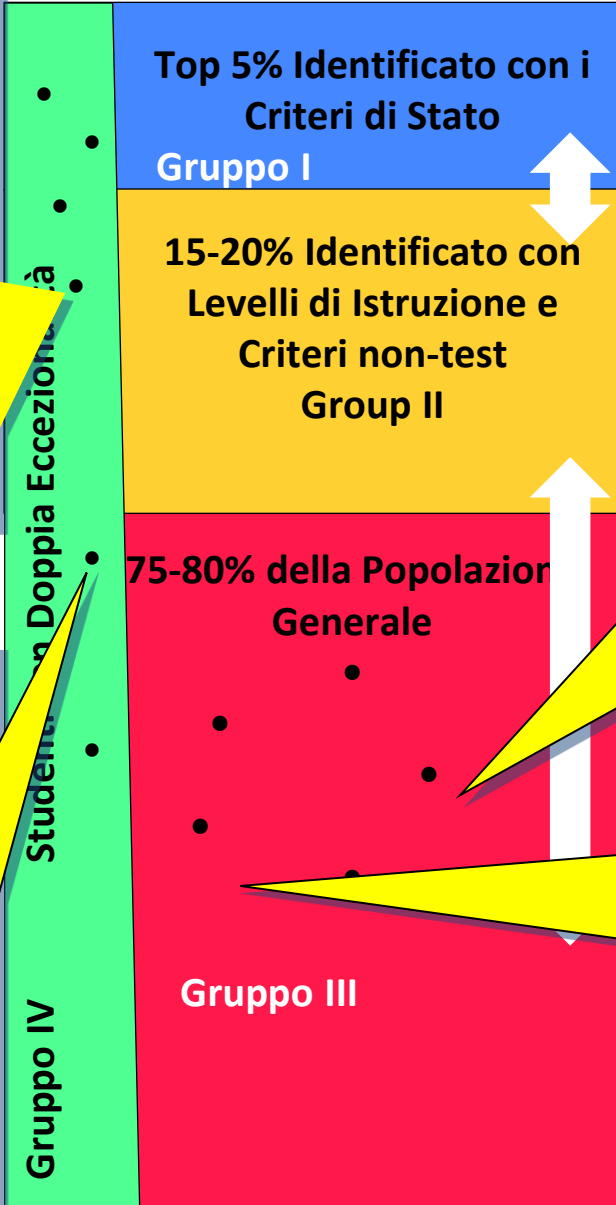 Top 5% Identificato con i
Criteri di Stato
Gruppo I
15-20% Identificato con
Levelli di Istruzione e
Criteri non-test
Group II
75-80% della Popolazion
Generale
Gruppo III
Gruppo IV
Studenti Doppia